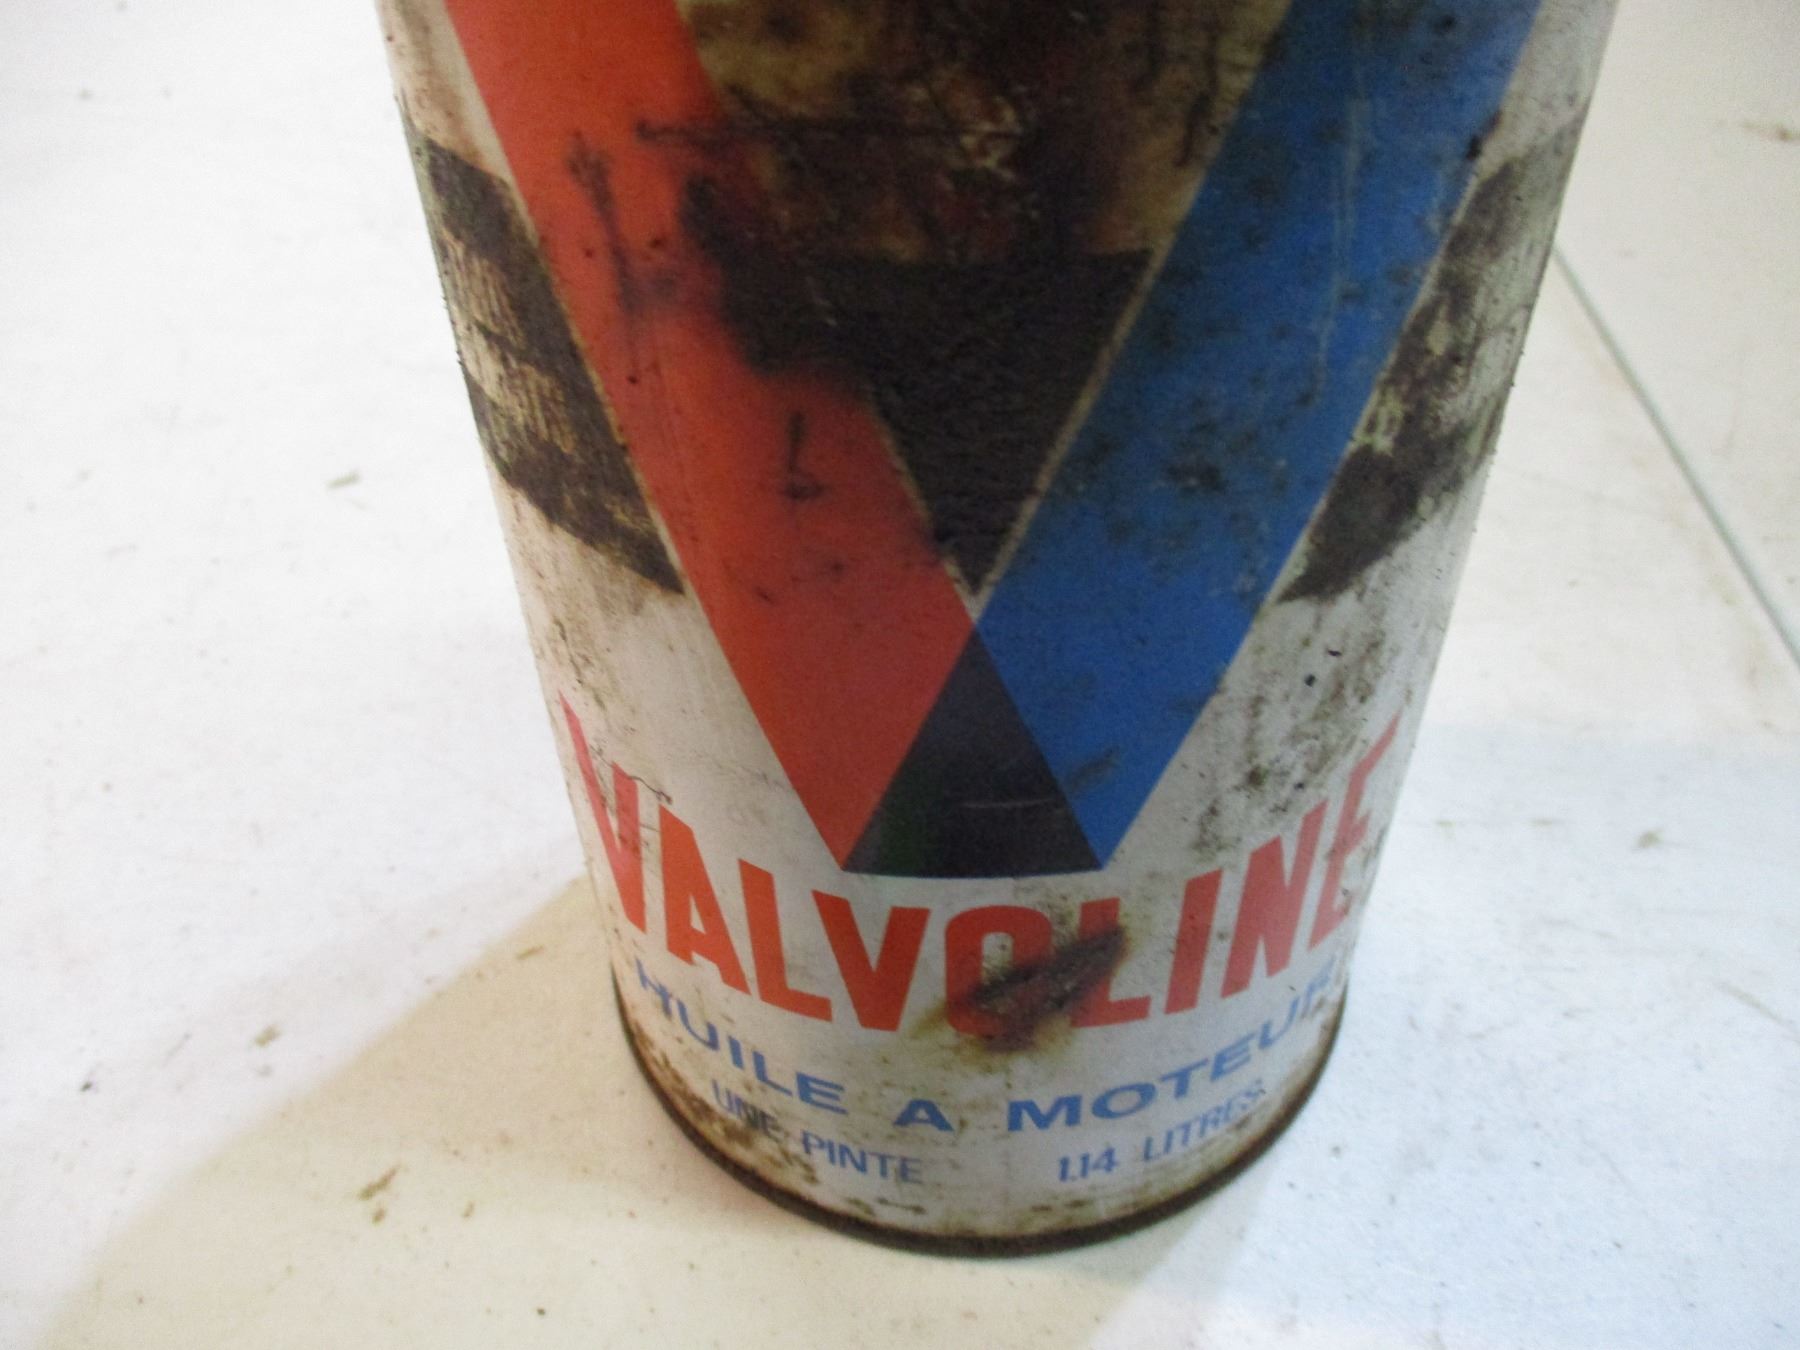 VALVOLINE
HUILE A MOTEUR
UNE PINTE 1.14 LITRES